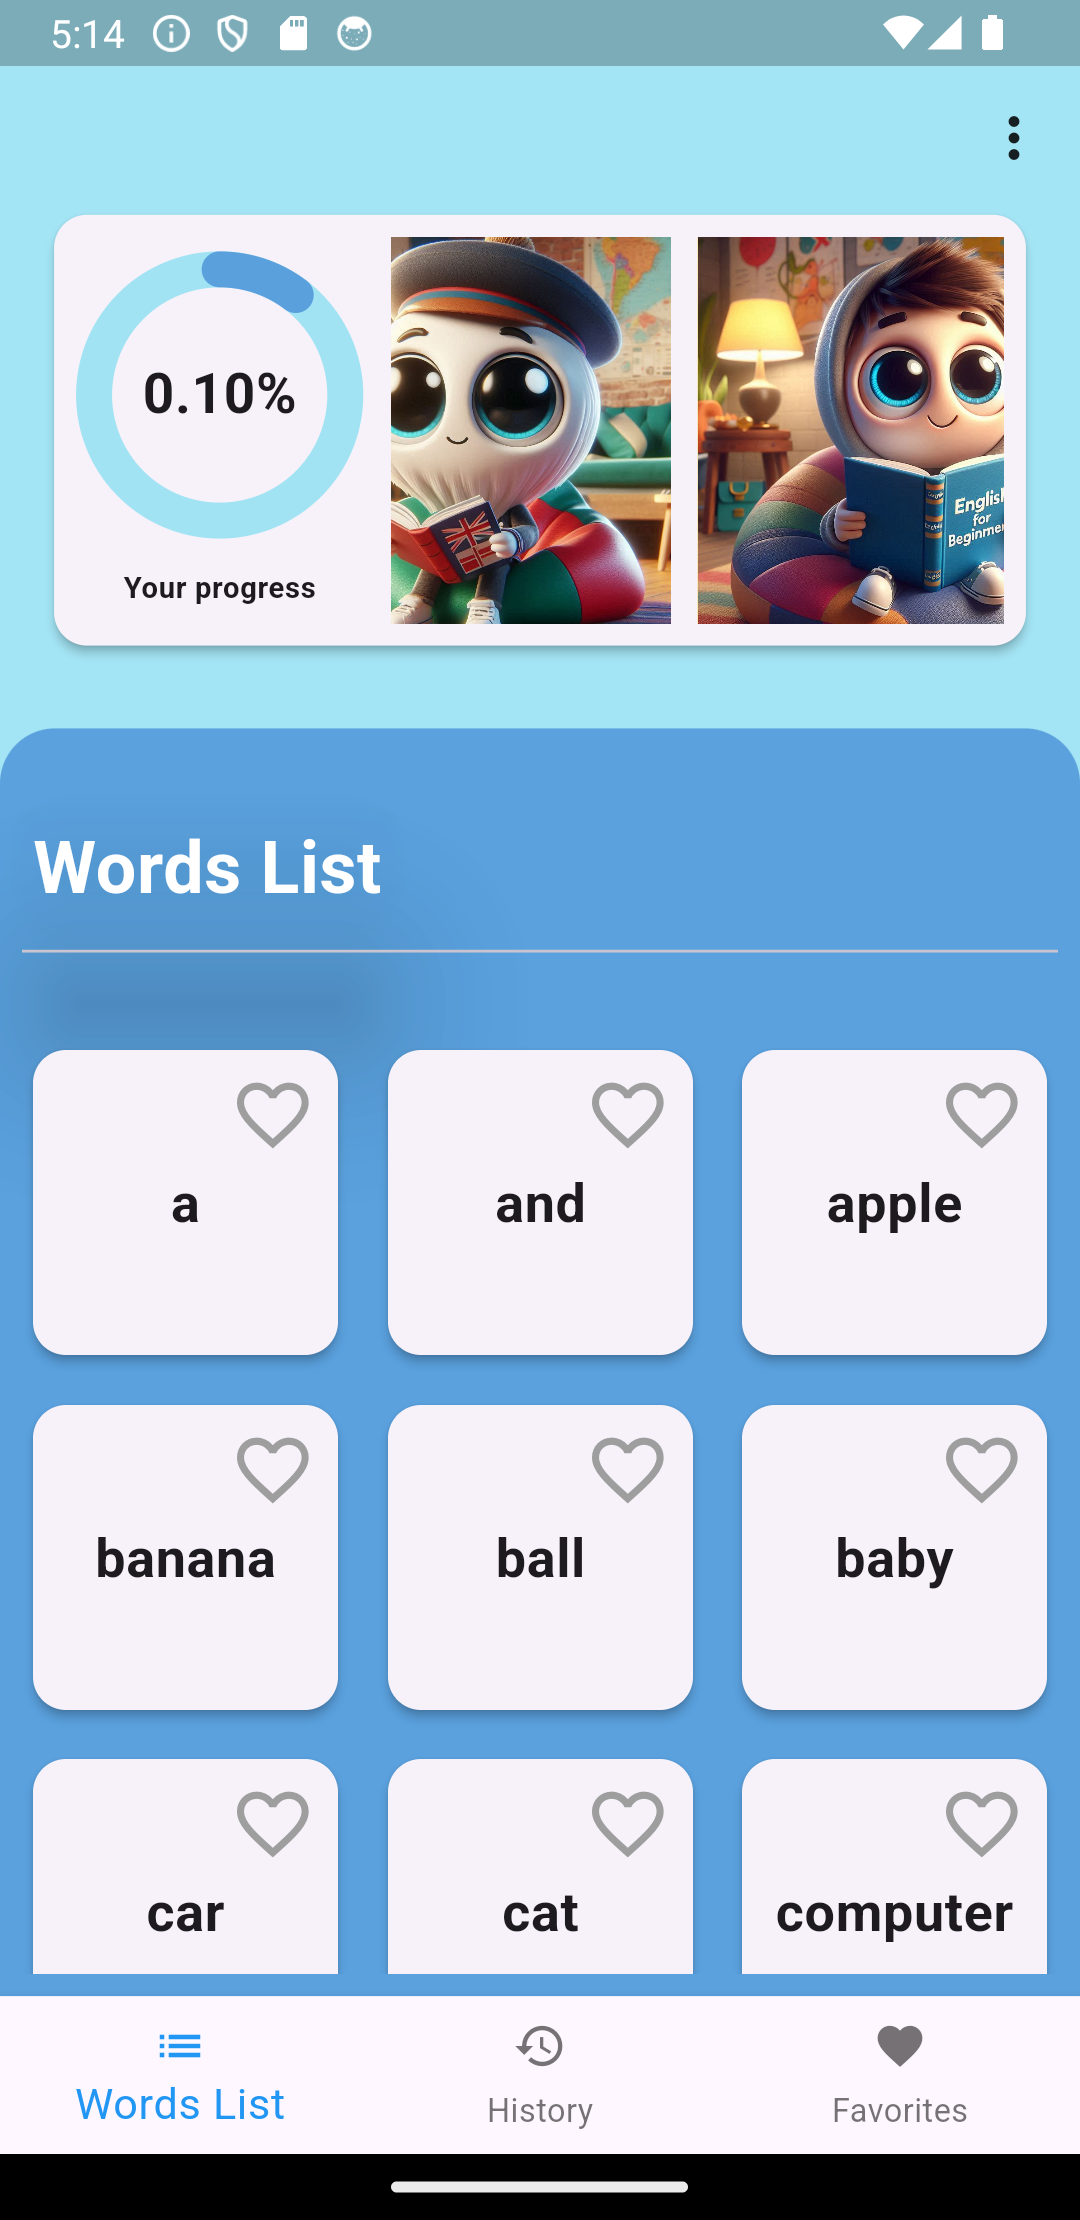 5:14
0.10%
Your progress
English
for
Beginner
Words List
a
and
apple
banana
ball
baby
car
cat
computer
Words List
History
Favorites